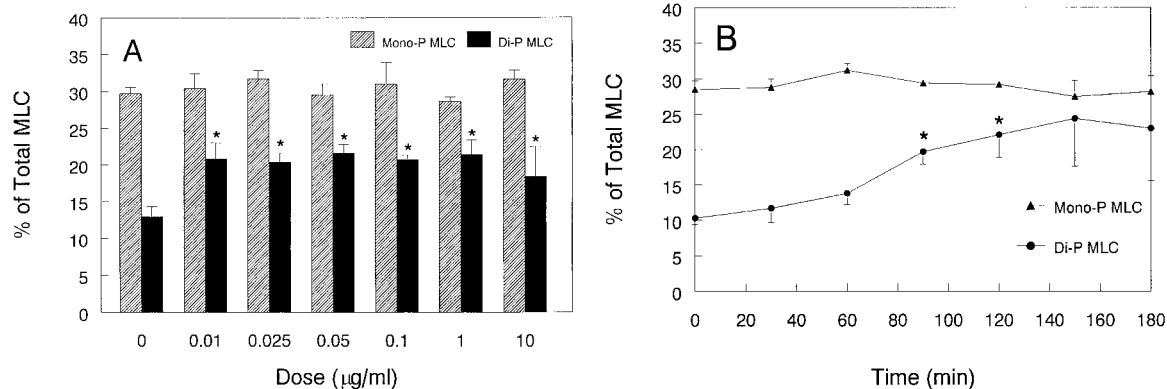 A
Mono-P MLC Di-P MLC
% of Total MLC
40
35
30
25
20
15
10
5
0
* * * * * *
0 0.01 0.025 0.05 0.1 1 10
Dose (μg/ml)
B
% of Total MLC
40
35
30
25
20
15
10
5
0
* *
Mono-P MLC
Di-P MLC
0 20 40 60 80 100 120 140 160 180
Time (min)